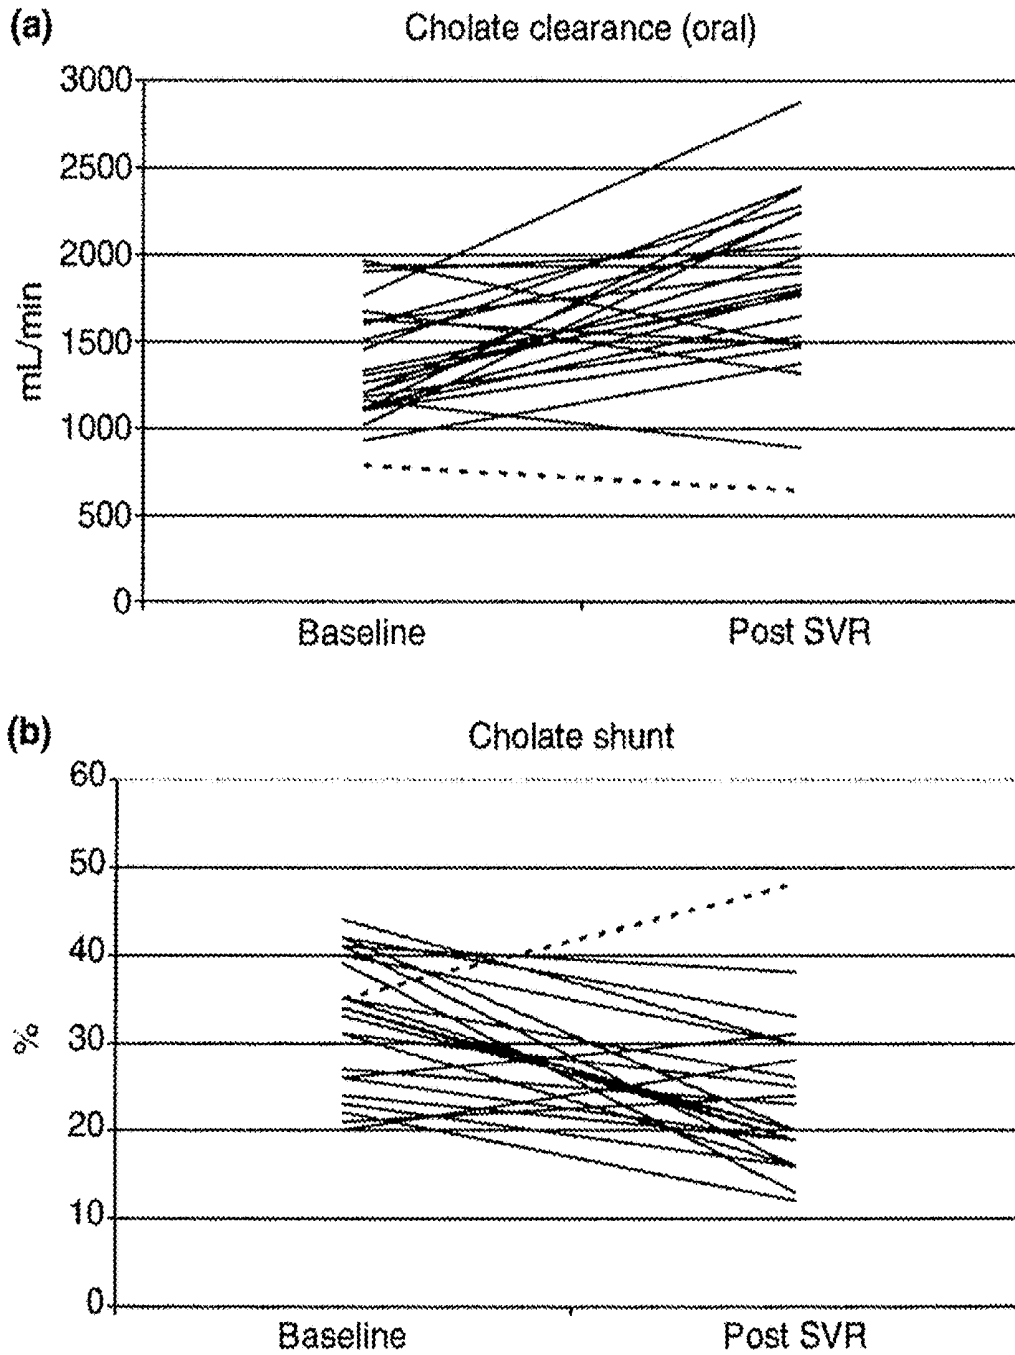 (a)
Cholate clearance (oral)
3000
2500
2000
1500
1000
500
0
mL/min
Baseline Post SVR
(b)
Cholate shunt
60
50
40
30
20
10
0
%
Baseline Post SVR